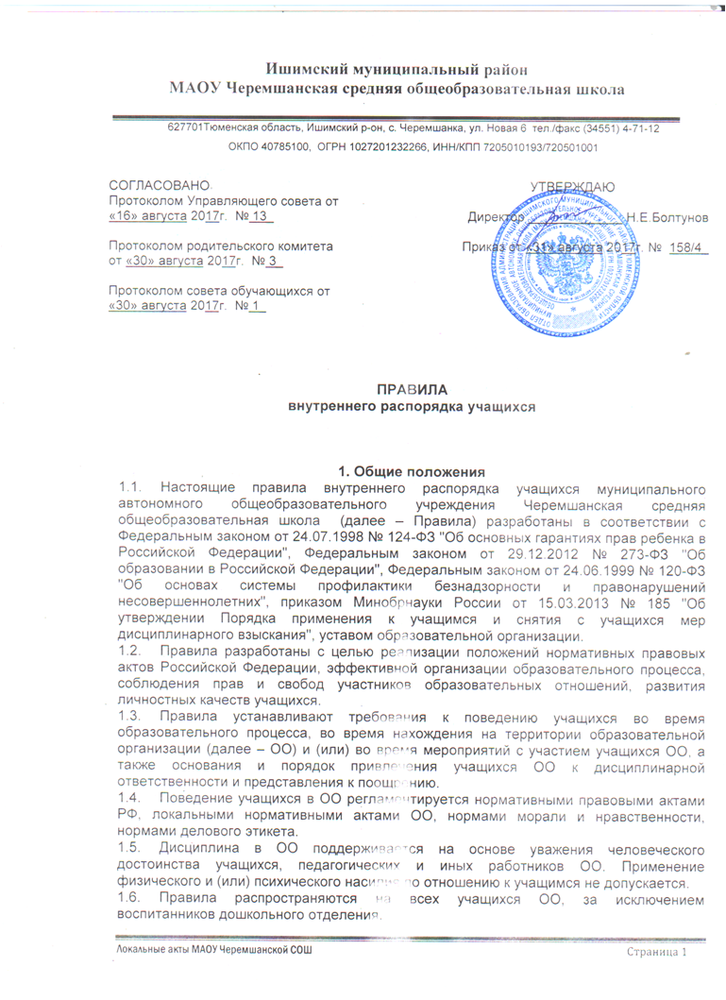 Ишимский муниципальный район
МАОУ Черемшанская средняя общеобразовательная школа
627701Тюменская область, Ишимский р-он, с. Черемшанка, ул. Новая 6 тел./факс (34551) 4-71-12
ОКПО 40785100, ОГРН 1027201232266, ИНН/КПП 7205010193/720501001
СОГЛАСОВАНО
Протоколом Управляющего совета от
«16» августа 2017г. № 13
Протоколом родительского комитета
от «30» августа 2017г. № 3
Протоколом совета обучающихся от
«30» августа 2017г. № 1
УТВЕРЖДАЮ
Директор Н.Е.Болтунов
Приказ от «31» августа 2017г. № 158/4
ПРАВИЛА
внутреннего распорядка учащихся
1. Общие положения
1.1. Настоящие правила внутреннего распорядка учащихся муниципального
автономного общеобразовательного учреждения Черемшанская средняя
общеобразовательная школа (далее – Правила) разработаны в соответствии с
Федеральным законом от 24.07.1998 № 124-ФЗ "Об основных гарантиях прав ребенка в
Российской Федерации", Федеральным законом от 29.12.2012 № 273-ФЗ "Об
образовании в Российской Федерации", Федеральным законом от 24.06.1999 № 120-ФЗ
"Об основах системы профилактики безнадзорности и правонарушений
несовершеннолетних", приказом Минобрнауки России от 15.03.2013 № 185 "Об
утверждении Порядка применения к учащимся и снятия с учащихся мер
дисциплинарного взыскания", уставом образовательной организации.
1.2. Правила разработаны с целью реализации положений нормативных правовых
актов Российской Федерации, эффективной организации образовательного процесса,
соблюдения прав и свобод участников образовательных отношений, развития
личностных качеств учащихся.
1.3. Правила устанавливают требования к поведению учащихся во время
образовательного процесса, во время нахождения на территории образовательной
организации (далее – ОО) и (или) во время мероприятий с участием учащихся ОО, а
также основания и порядок привлечения учащихся ОО к дисциплинарной
ответственности и представления к поощрению.
1.4. Поведение учащихся в ОО регламентируется нормативными правовыми актами
РФ, локальными нормативными актами ОО, нормами морали и нравственности,
нормами делового этикета.
1.5. Дисциплина в ОО поддерживается на основе уважения человеческого
достоинства учащихся, педагогических и иных работников ОО. Применение
физического и (или) психического насилия по отношению к учащимся не допускается.
1.6. Правила распространяются на всех учащихся ОО, за исключением
воспитанников дошкольного отделения.
Локальные акты МАОУ Черемшанской СОШ
Страница 1